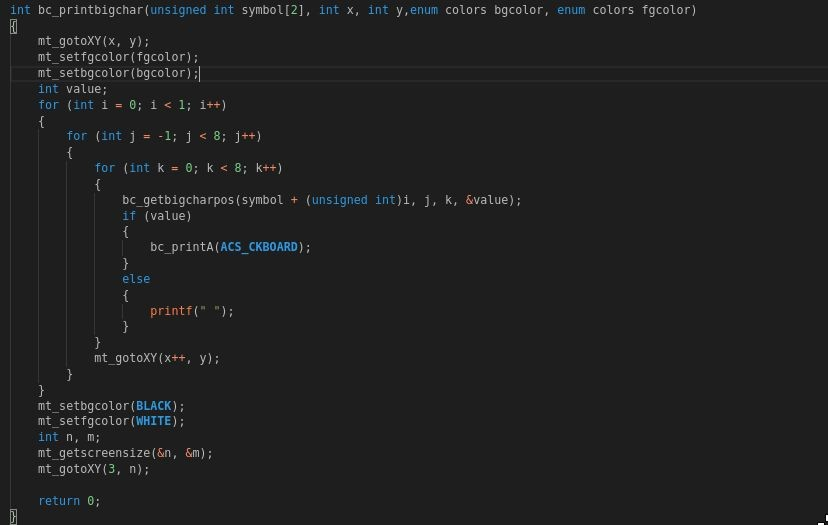 int bc_printbigchar(unsigned int symbol[2], int x, int y,enum colors bgcolor, enum colors fgcolor)
{
    mt_gotoXY(x, y);
    mt_setfgcolor(fgcolor);
    mt_setbgcolor(bgcolor);
    int value;
    for (int i = 0; i < 1; i++)
    {
        for (int j = -1; j < 8; j++)
        {
            for (int k = 0; k < 8; k++)
            {
                bc_getbigcharpos(symbol + (unsigned int)i, j, k, &value);
                if (value)
                {
                    bc_printA(ACS_CKBOARD);
                }
                else
                {
                    printf(" ");
                }
            }
            mt_gotoXY(x++, y);
        }
    }
    mt_setbgcolor(BLACK);
    mt_setfgcolor(WHITE);
    int n, m;
    mt_getscreensize(&n, &m);
    mt_gotoXY(3, n);

    return 0;
}